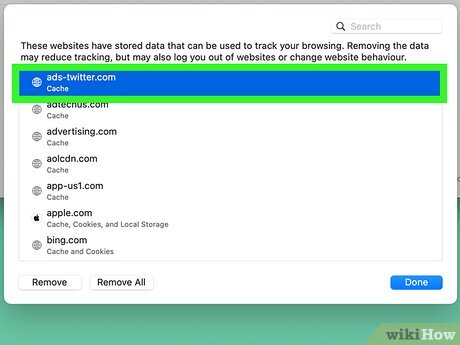 Search
These websites have stored data that can be used to track your browsing. Removing the data
may reduce tracking, but may also log you out of websites or change website behaviour.
ads-twitter.com
Cache
adtechus.com
Cache
advertising.com
Cache
aolcdn.com
Cache
app-us1.com
Cache
apple.com
Cache, Cookies, and Local Storage
bing.com
Cache and Cookies
Remove
Remove All
Done
wikiHow